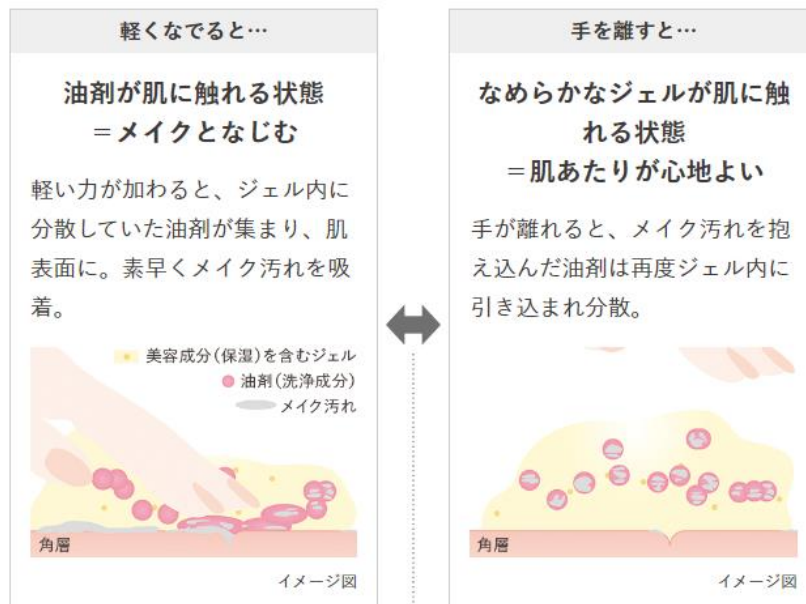 軽くなでると…
油剤が肌に触れる状態
＝メイクとなじむ
軽い力が加わると、ジェル内に
分散していた油剤が集まり、肌
表面に。素早くメイク汚れを吸
着。
美容成分(保湿)を含むジェル
油剤(洗浄成分)
メイク汚れ
角層
イメージ図
手を離すと…
なめらかなジェルが肌に触
れる状態
＝肌あたりが心地よい
手が離れると、メイク汚れを抱
え込んだ油剤は再度ジェル内に
引き込まれ分散。
角層
イメージ図